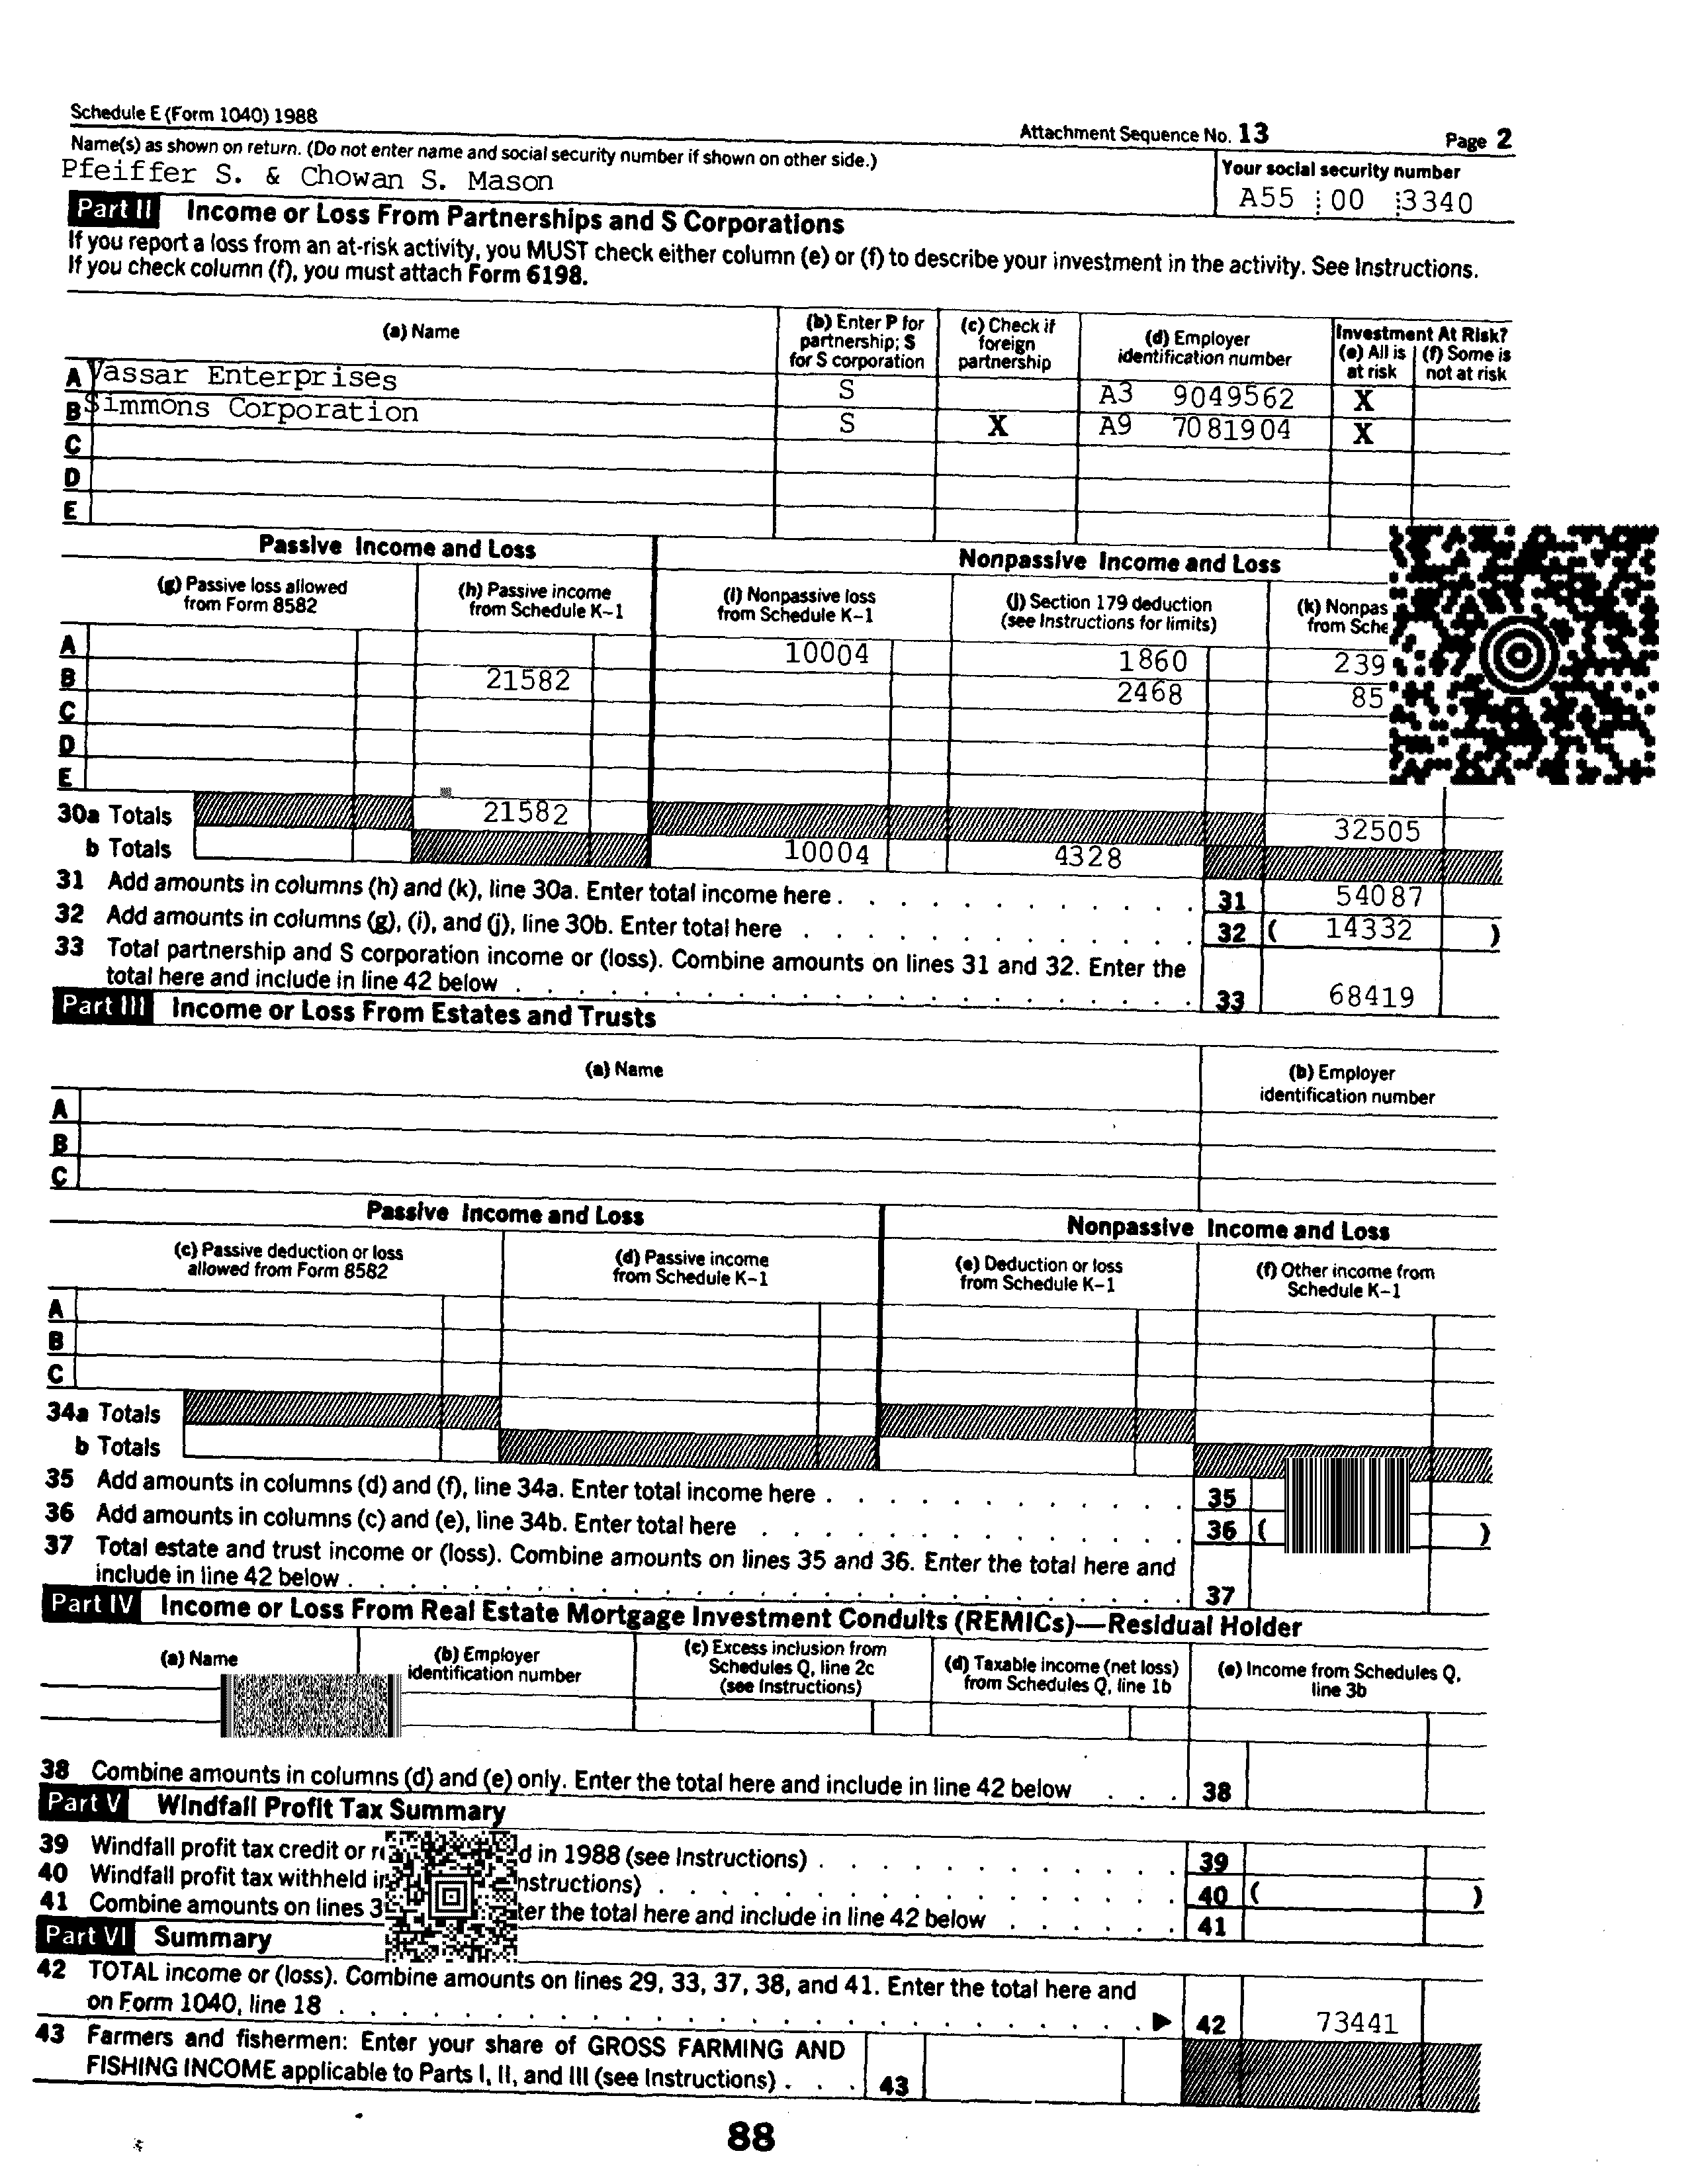 Schedule E (Form 1040) 1988
Attachment Sequence No. 13 Page 2
Name(s) as shown on return. (Do not enter name and social security number if shown on other side.)
Your social security number
Pfeiffer S. & Chowan S. Mason
A55 00 3340
Part II Income or Loss From Partnerships and S Corporations
If you report a loss from an at-risk activity, you MUST check either column (e) or (f) to describe your investment in the activity. See Instructions.
If you check column (f), you must attach Form 6198.
(a) Name
(b) Enter P for partnership; S for S corporation
(c) Check if foreign partnership
(d) Employer identification number
Investment At Risk?
(e) All is at risk
(f) Some is not at risk
A Vassar Enterprises S A3 9049562 X
B Simmons Corporation S X A9 7081904 X
C
D
E
Passive Income and Loss
Nonpassive Income and Loss
(g) Passive loss allowed from Form 8582
(h) Passive income from Schedule K-1
(i) Nonpassive loss from Schedule K-1
(j) Section 179 deduction (see Instructions for limits)
(k)
from
A 10004 1860
B 21582 2468
C
D
E
30a Totals 21582 32505
b Totals 10004 4328
31 Add amounts in columns (h) and (k), line 30a. Enter total income here 31 54087
32 Add amounts in columns (g), (i), and (j), line 30b. Enter total here 32 ( 14332 )
33 Total partnership and S corporation income or (loss). Combine amounts on lines 31 and 32. Enter the
total here and include in line 42 below 33 68419
Part III Income or Loss From Estates and Trusts
(a) Name
(b) Employer identification number
A
B
C
Passive Income and Loss
Nonpassive Income and Loss
(c) Passive deduction or loss allowed from Form 8582
(d) Passive income from Schedule K-1
(e) Deduction or loss from Schedule K-1
(f) Other income from Schedule K-1
A
B
C
34a Totals
b Totals
35 Add amounts in columns (d) and (f), line 34a. Enter total income here 35
36 Add amounts in columns (c) and (e), line 34b. Enter total here 36 ( )
37 Total estate and trust income or (loss). Combine amounts on lines 35 and 36. Enter the total here and
include in line 42 below 37
Part IV Income or Loss From Real Estate Mortgage Investment Conduits (REMICs)—Residual Holder
(a) Name
(b) Employer identification number
(c) Excess inclusion from Schedules Q, line 2c (see Instructions)
(d) Taxable income (net loss) from Schedules Q, line 1b
(e) Income from Schedules Q, line 3b
38 Combine amounts in columns (d) and (e) only. Enter the total here and include in line 42 below 38
Part V Windfall Profit Tax Summary
39 Windfall profit tax credit or in 1988 (see Instructions) 39
40 Windfall profit tax withheld 40 ( )
41 Combine amounts on lines the total here and include in line 42 below 41
Part VI Summary
42 TOTAL income or (loss). Combine amounts on lines 29, 33, 37, 38, and 41. Enter the total here and
on Form 1040, line 18 ▶ 42 73441
43 Farmers and fishermen: Enter your share of GROSS FARMING AND
FISHING INCOME applicable to Parts I, II, and III (see Instructions) 43
88